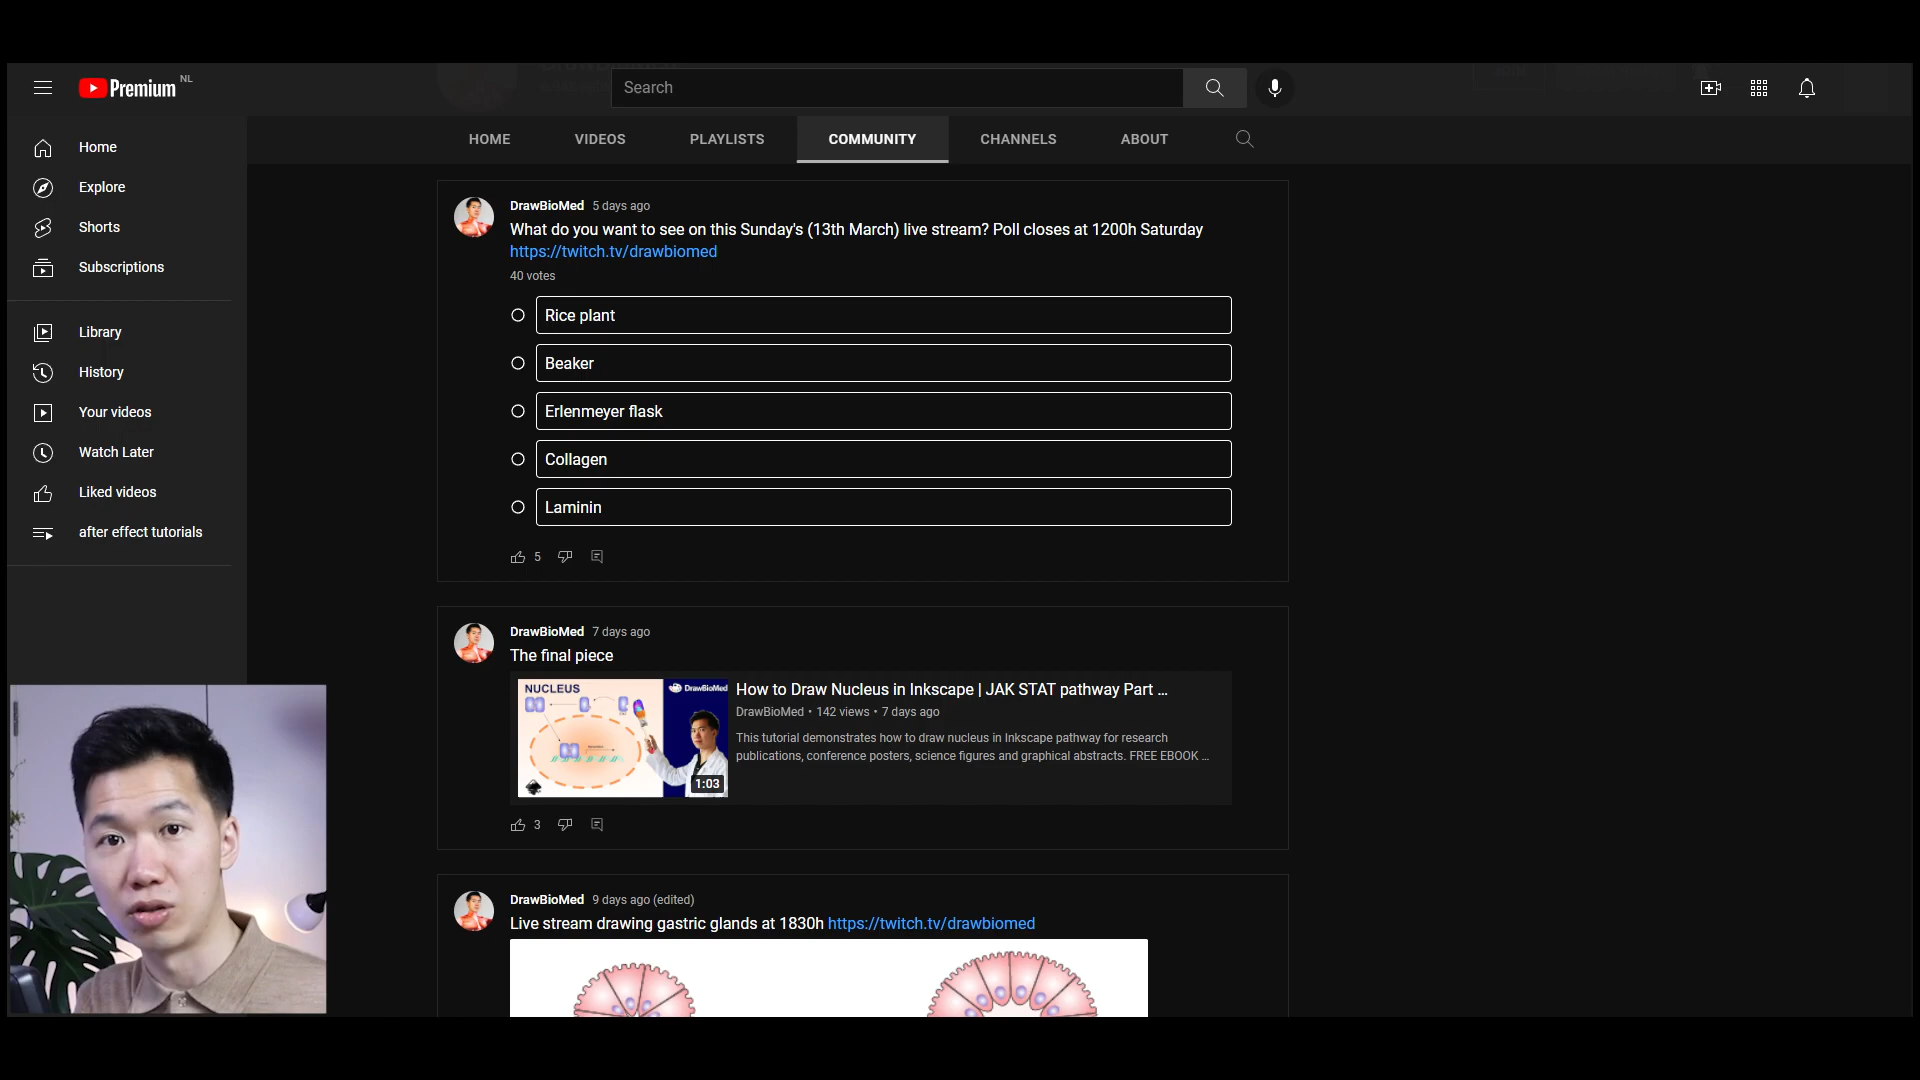 Premium NL
Search
Home
Explore
Shorts
Subscriptions
Library
History
Your videos
Watch Later
Liked videos
after effect tutorials
HOME VIDEOS PLAYLISTS COMMUNITY CHANNELS ABOUT
DrawBioMed 5 days ago
What do you want to see on this Sunday's (13th March) live stream? Poll closes at 1200h Saturday
https://twitch.tv/drawbiomed
40 votes
Rice plant
Beaker
Erlenmeyer flask
Collagen
Laminin
5
DrawBioMed 7 days ago
The final piece
NUCLEUS
DrawBioMed
1:03
How to Draw Nucleus in Inkscape | JAK STAT pathway Part ...
DrawBioMed • 142 views • 7 days ago
This tutorial demonstrates how to draw nucleus in Inkscape pathway for research
publications, conference posters, science figures and graphical abstracts. FREE EBOOK ...
3
DrawBioMed 9 days ago (edited)
Live stream drawing gastric glands at 1830h https://twitch.tv/drawbiomed